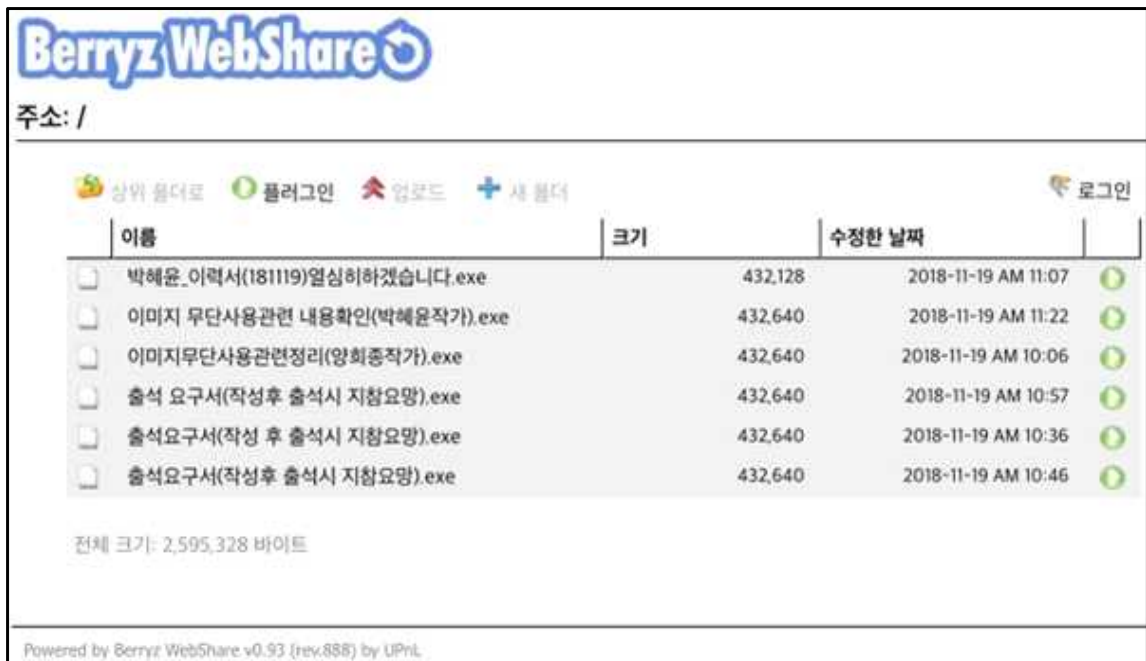 Berryz WebShare
주소: /
상위 폴더로 플러그인 업로드 새 폴더 로그인
이름 크기 수정한 날짜
박혜윤_이력서(181119)열심히하겠습니다.exe 432,128 2018-11-19 AM 11:07
이미지 무단사용관련 내용확인(박혜윤작가).exe 432,640 2018-11-19 AM 11:22
이미지무단사용관련정리(양희종작가).exe 432,640 2018-11-19 AM 10:06
출석 요구서(작성후 출석시 지참요망).exe 432,640 2018-11-19 AM 10:57
출석요구서(작성 후 출석시 지참요망).exe 432,640 2018-11-19 AM 10:36
출석요구서(작성후 출석시 지참요망).exe 432,640 2018-11-19 AM 10:46
전체 크기: 2,595,328 바이트
Powered by Berryz WebShare v0.93 (rev.888) by UPnL